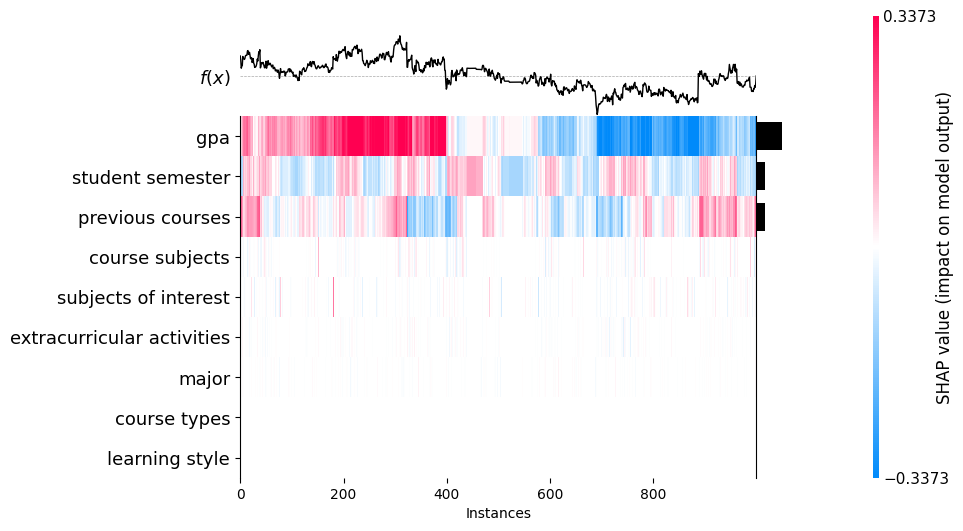 0.3373
f(x)
gpa
student semester
previous courses
course subjects
subjects of interest
extracurricular activities
major
course types
learning style
0 200 400 600 800
Instances
SHAP value (impact on model output)
−0.3373